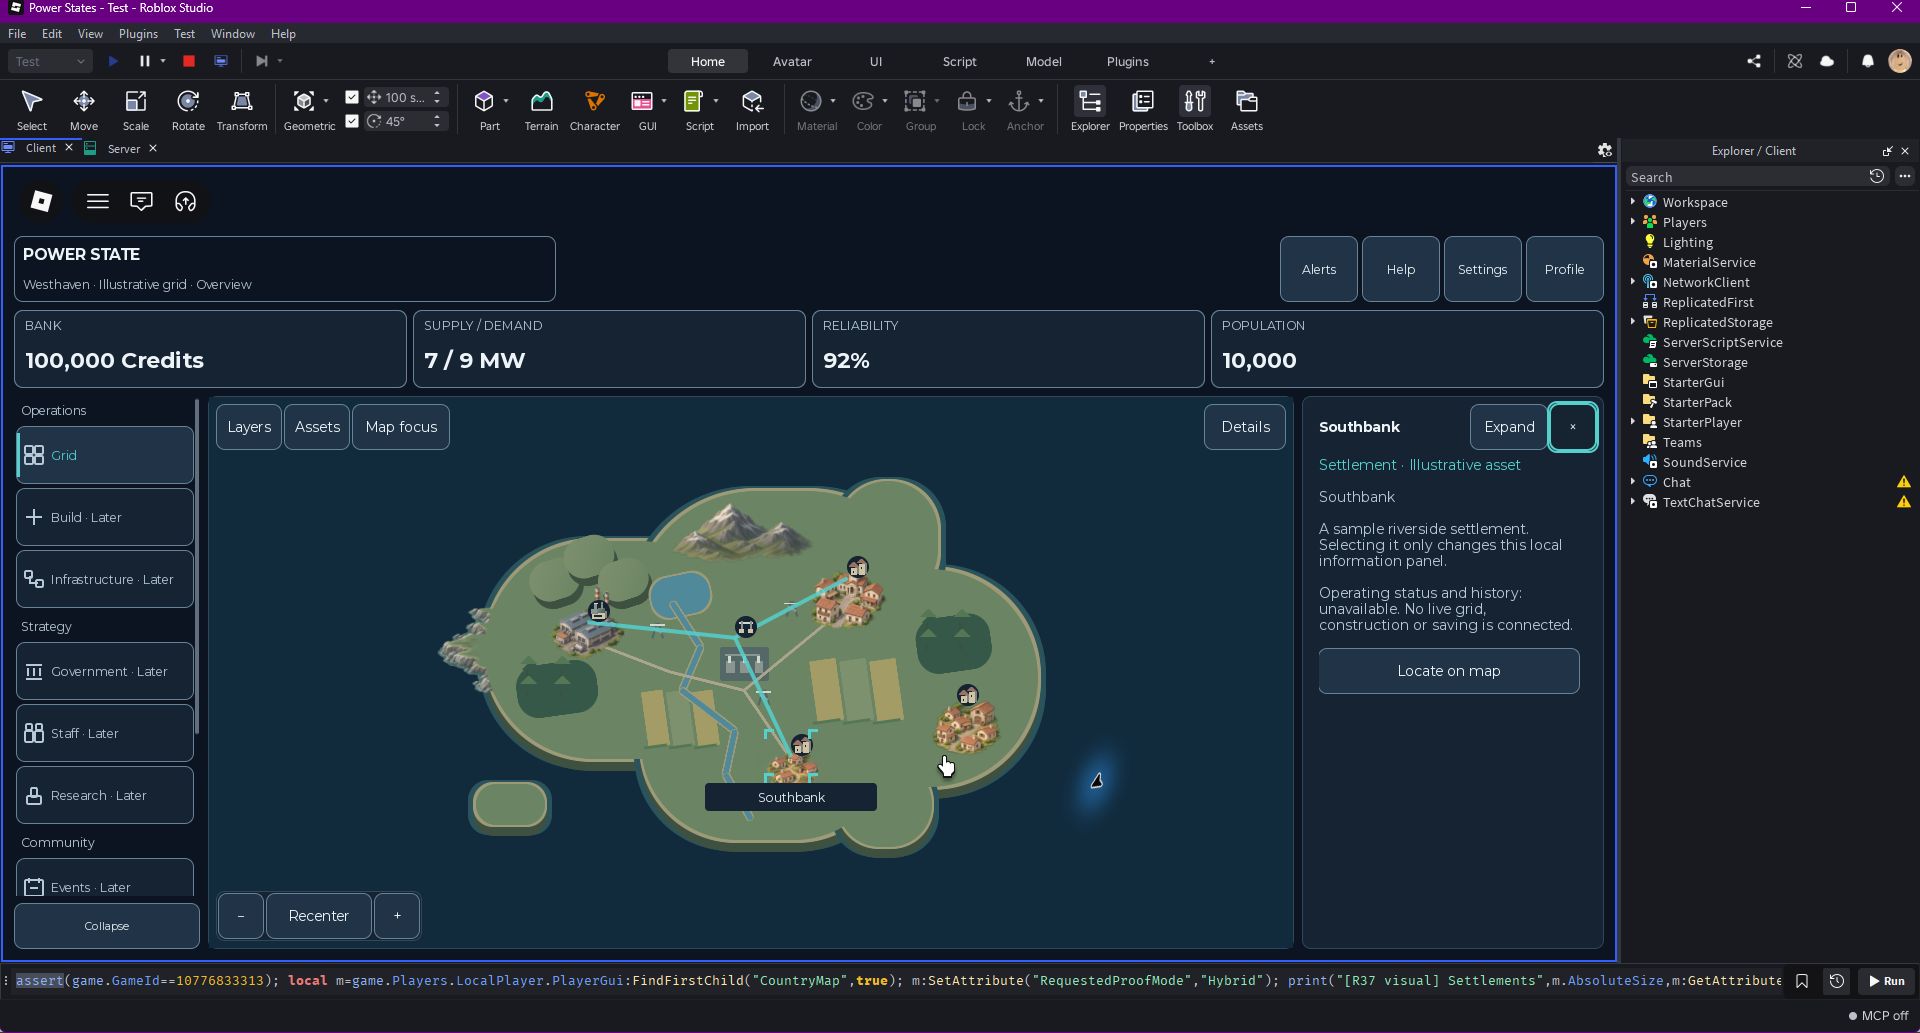 Power States - Test - Roblox Studio
File Edit View Plugins Test Window Help
Test
Home Avatar UI Script Model Plugins +
100 s...
45°
Select Move Scale Rotate Transform Geometric Part Terrain Character GUI Script Import Material Color Group Lock Anchor Explorer Properties Toolbox Assets
Client × Server ×
Explorer / Client
Search
Workspace
Players
Lighting
MaterialService
NetworkClient
ReplicatedFirst
ReplicatedStorage
ServerScriptService
ServerStorage
StarterGui
StarterPack
StarterPlayer
Teams
SoundService
Chat
TextChatService
POWER STATE
Westhaven · Illustrative grid · Overview
Alerts Help Settings Profile
BANK
100,000 Credits
SUPPLY / DEMAND
7 / 9 MW
RELIABILITY
92%
POPULATION
10,000
Operations
Grid
Build · Later
Infrastructure · Later
Strategy
Government · Later
Staff · Later
Research · Later
Community
Events · Later
Collapse
Layers Assets Map focus Details
Southbank
− Recenter +
Southbank Expand ×
Settlement · Illustrative asset
Southbank
A sample riverside settlement.
Selecting it only changes this local
information panel.
Operating status and history:
unavailable. No live grid,
construction or saving is connected.
Locate on map
assert(game.GameId==10776833313); local m=game.Players.LocalPlayer.PlayerGui:FindFirstChild("CountryMap",true); m:SetAttribute("RequestedProofMode","Hybrid"); print("[R37 visual] Settlements",m.AbsoluteSize,m:GetAttribute
Run
MCP off